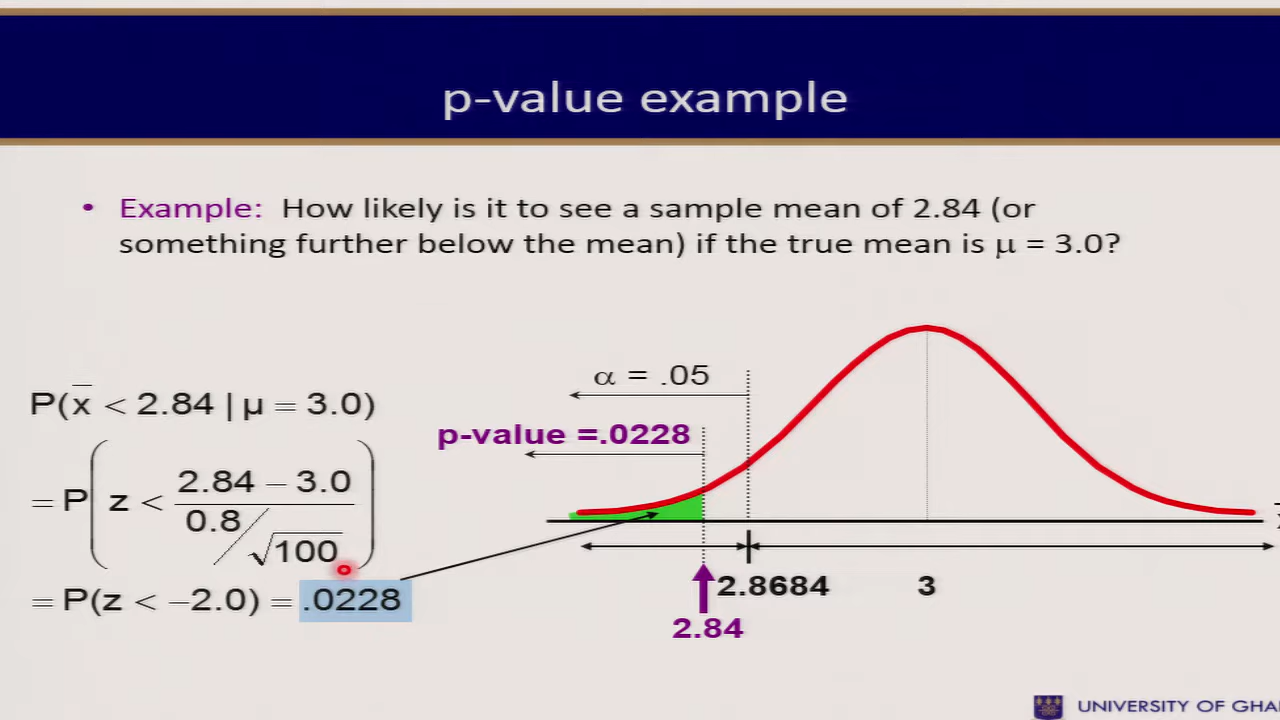 p-value example
• Example: How likely is it to see a sample mean of 2.84 (or
something further below the mean) if the true mean is μ = 3.0?
P(x̄ < 2.84 | μ = 3.0)
= P( z < (2.84 − 3.0) / (0.8/√100) )
= P(z < −2.0) = .0228
α = .05
p-value =.0228
2.8684
3
2.84
UNIVERSITY OF GHA